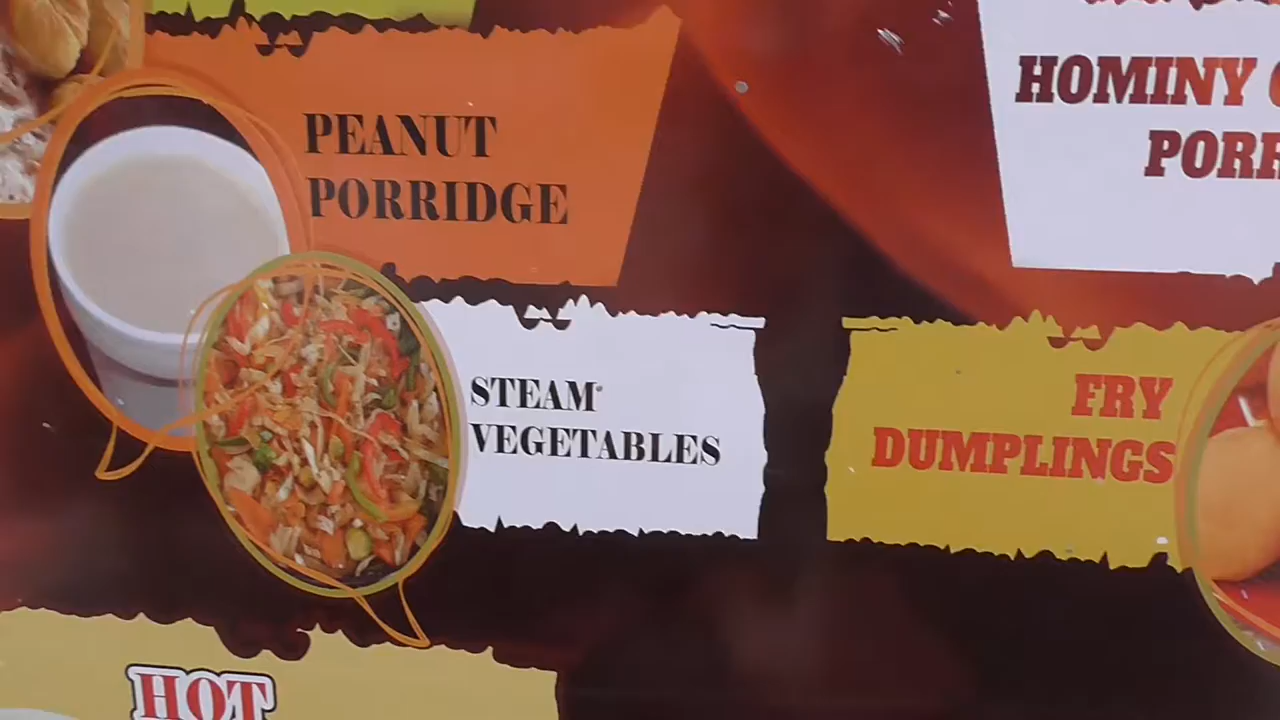 PEANUT
PORRIDGE
HOMINY
STEAM
VEGETABLES
FRY
DUMPLINGS
HOT